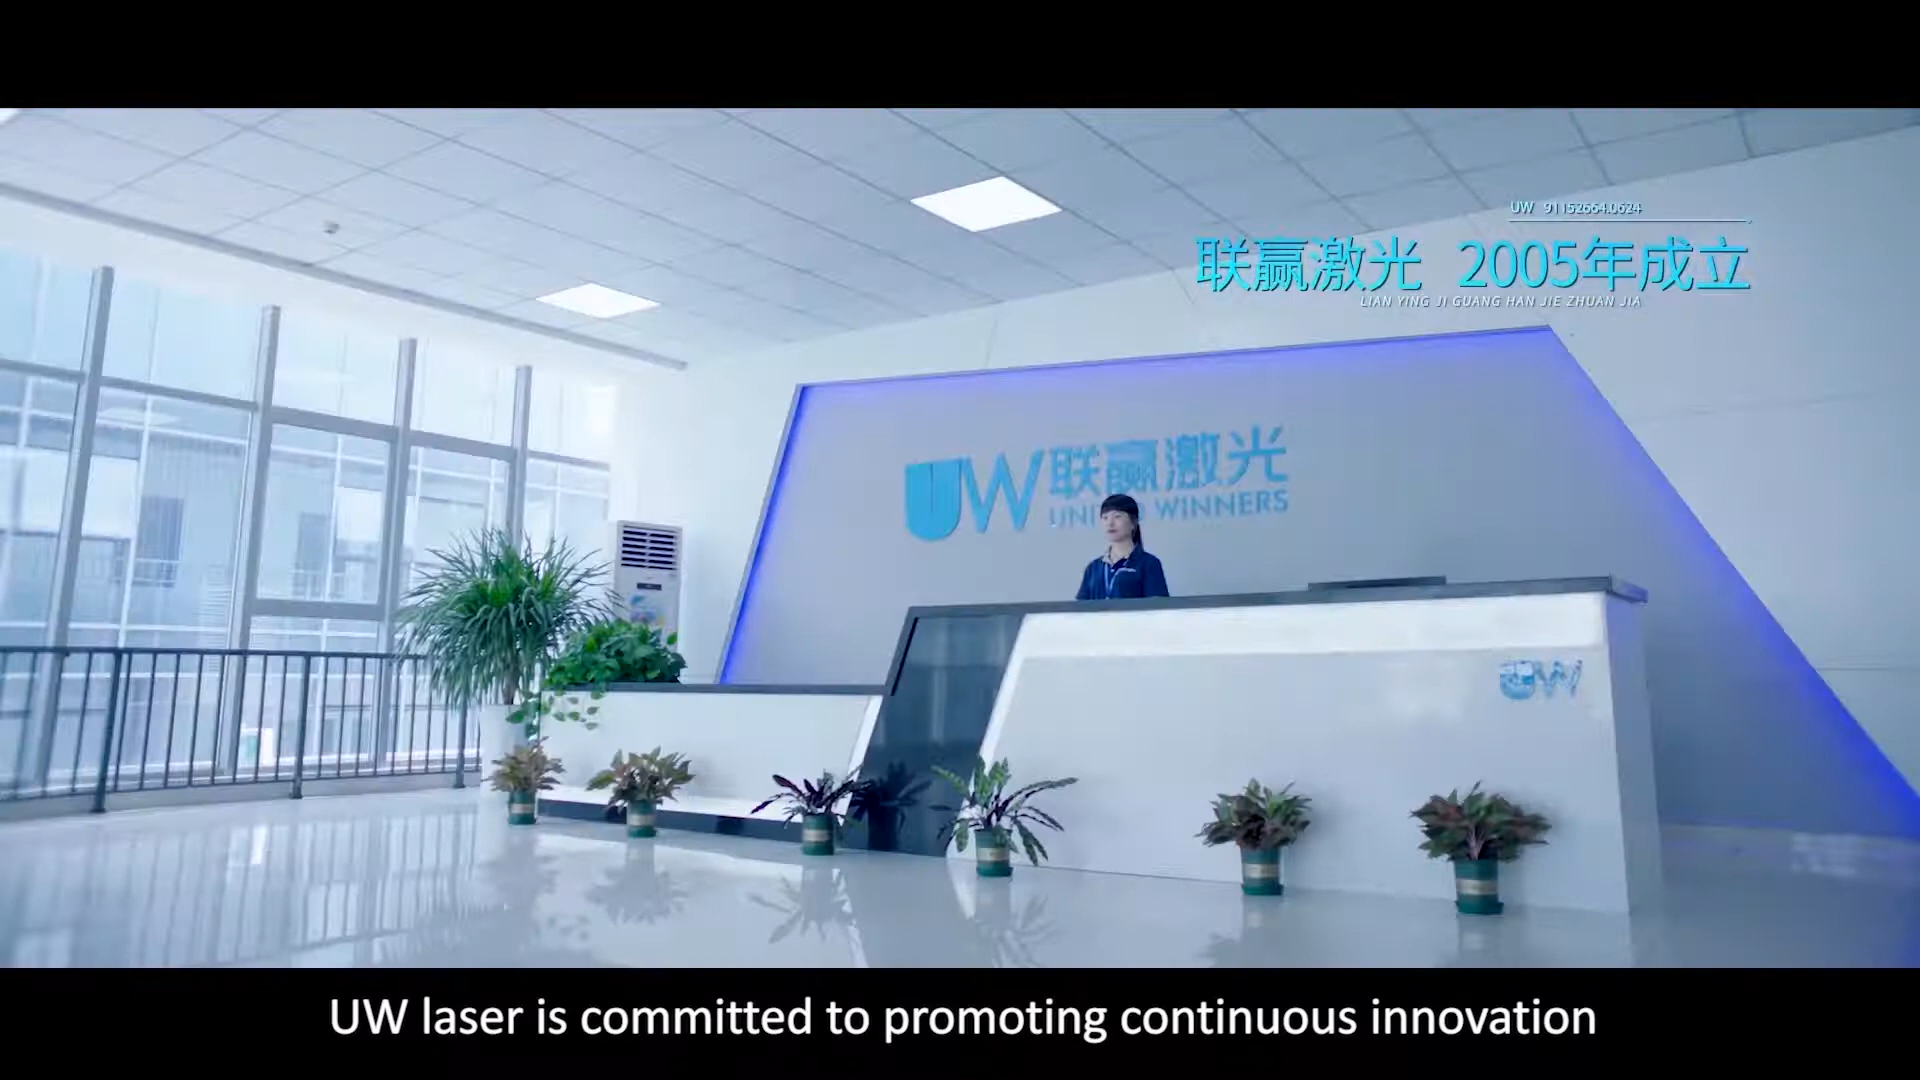 UW 91152664.0624
联赢激光 2005年成立
LIAN YING JI GUANG HAN JIE ZHUAN JIA
UW 联赢激光
UNITED WINNERS
UW
UW laser is committed to promoting continuous innovation